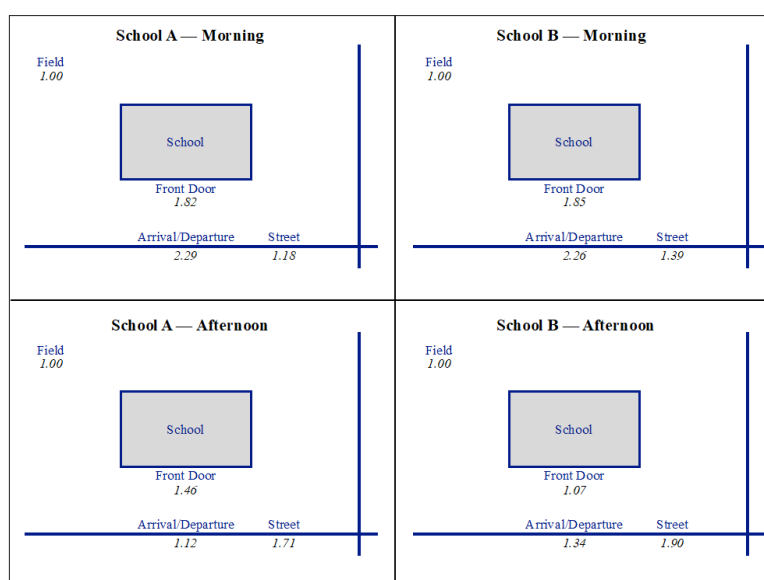 School A — Morning
Field
1.00
School
Front Door
1.82
Arrival/Departure Street
2.29 1.18
School B — Morning
Field
1.00
School
Front Door
1.85
Arrival/Departure Street
2.26 1.39
School A — Afternoon
Field
1.00
School
Front Door
1.46
Arrival/Departure Street
1.12 1.71
School B — Afternoon
Field
1.00
School
Front Door
1.07
Arrival/Departure Street
1.34 1.90